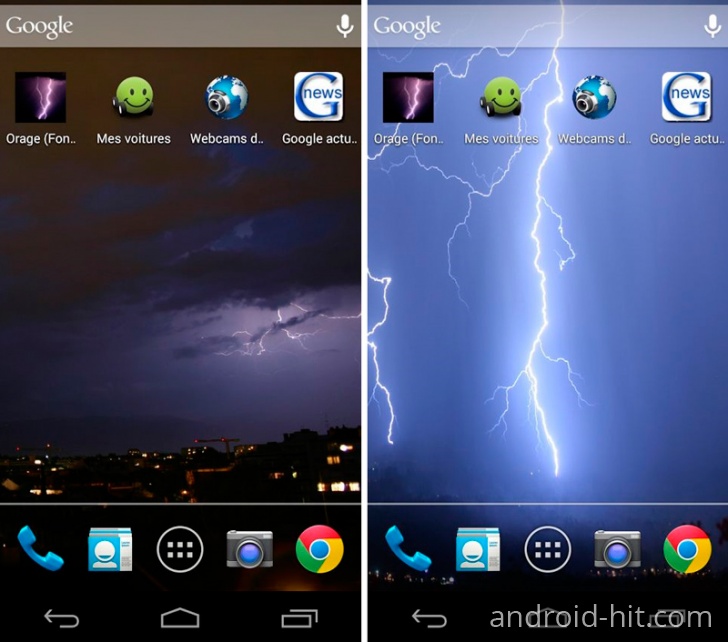 Google
Orage (Fon..
Mes voitures
Webcams d..
news
Google actu..
Google
Orage (Fon..
Mes voitures
Webcams d..
news
Google actu..
android-hit.com